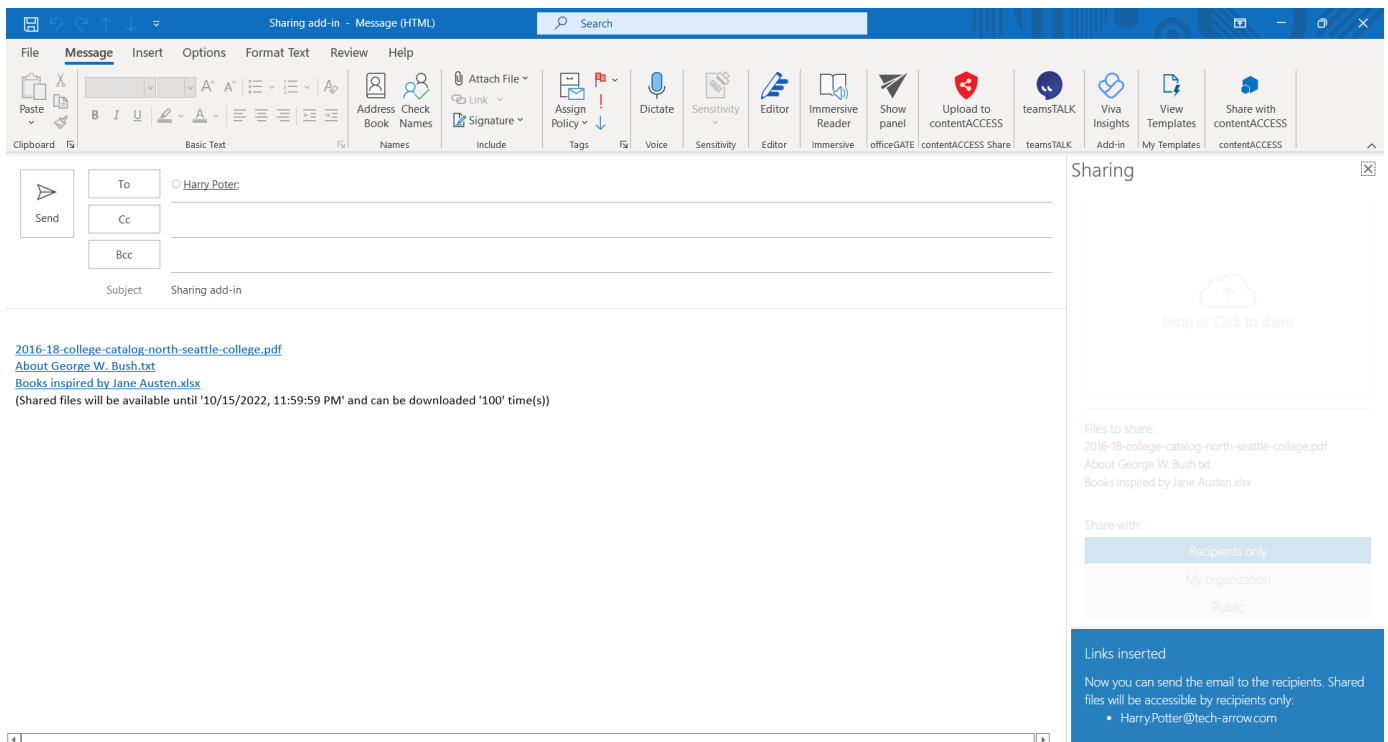 Sharing add-in - Message (HTML)
Search
File Message Insert Options Format Text Review Help
Paste
Clipboard
B I U A
Basic Text
Address Book
Check Names
Names
Attach File
Link
Signature
Include
Assign Policy
Tags
Dictate
Voice
Sensitivity
Sensitivity
Editor
Editor
Immersive Reader
Immersive
Show panel
officeGATE
Upload to contentACCESS
contentACCESS Share
teamsTALK
teamsTALK
Viva Insights
Add-in
View Templates
My Templates
Share with contentACCESS
contentACCESS
Send
To
Harry Poter;
Cc
Bcc
Subject
Sharing add-in
2016-18-college-catalog-north-seattle-college.pdf
About George W. Bush.txt
Books inspired by Jane Austen.xlsx
(Shared files will be available until '10/15/2022, 11:59:59 PM' and can be downloaded '100' time(s))
Sharing
Drop or Click to share
Files to share:
2016-18-college-catalog-north-seattle-college.pdf
About George W. Bush.txt
Books inspired by Jane Austen.xlsx
Share with:
Recipients only
My organization
Public
Links inserted
Now you can send the email to the recipients. Shared
files will be accessible by recipients only:
• Harry.Potter@tech-arrow.com